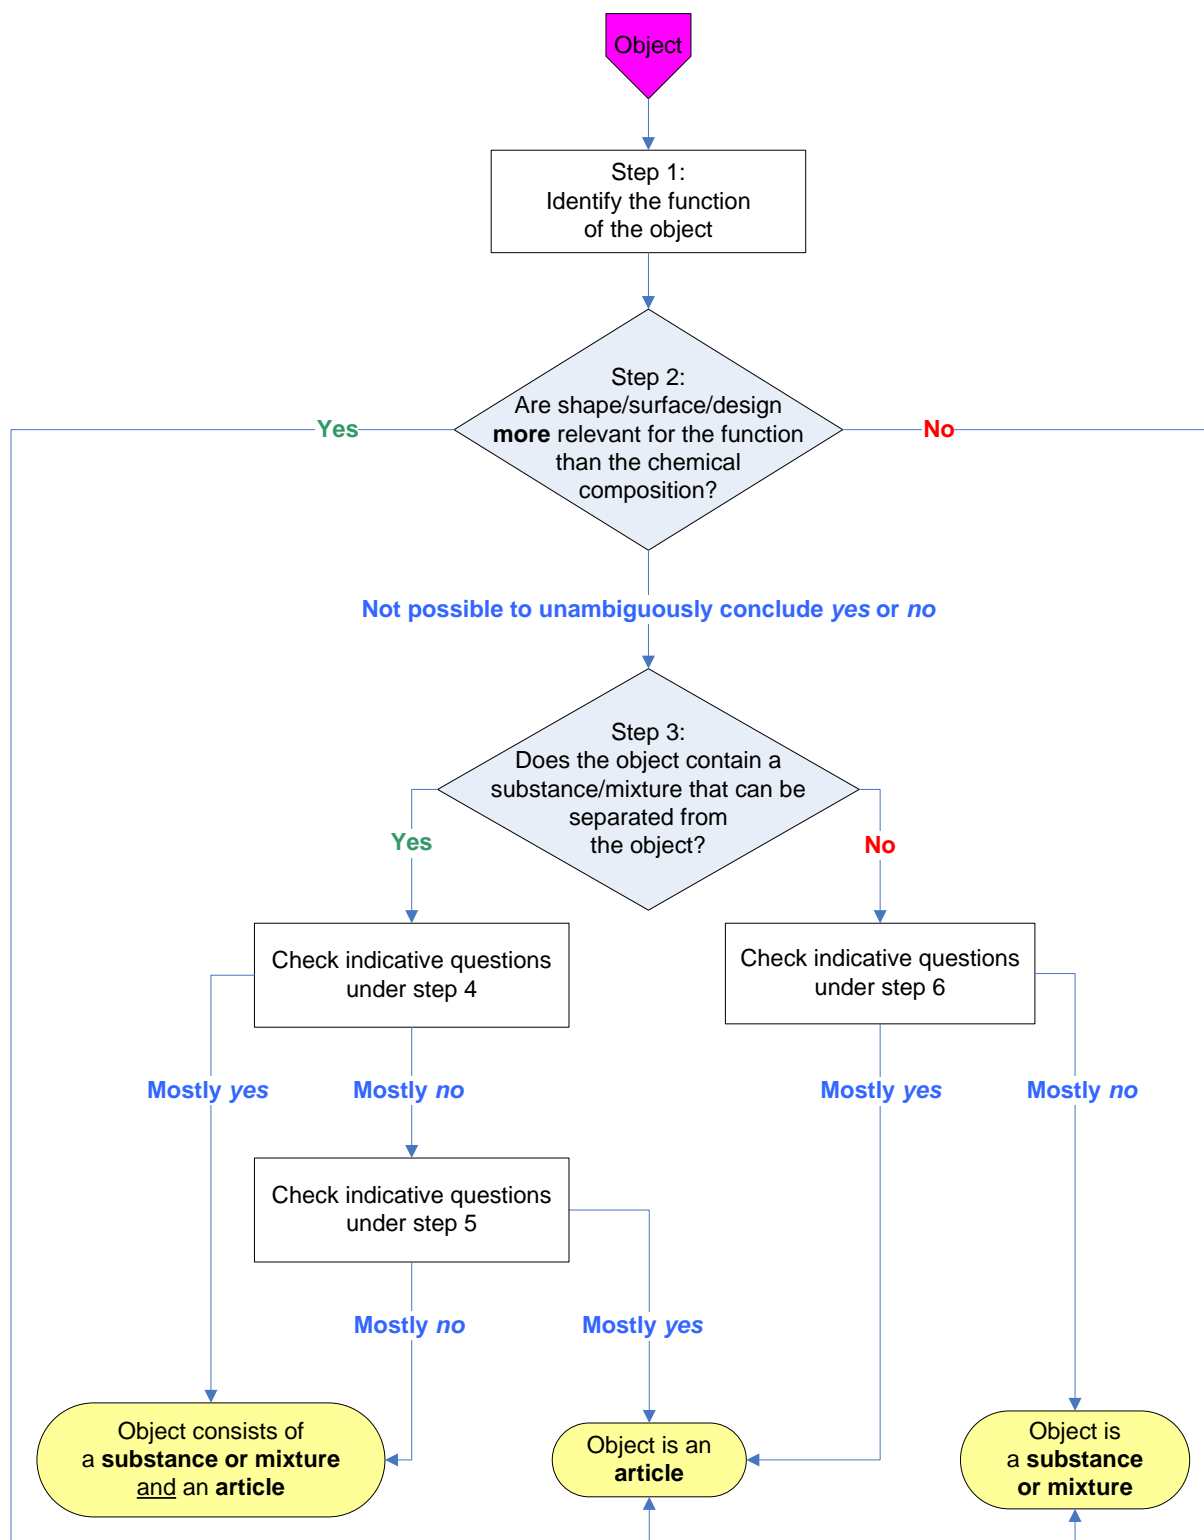 Object
Step 1:
Identify the function
of the object
Step 2:
Are shape/surface/design
more relevant for the function
than the chemical
composition?
Yes
No
Not possible to unambiguously conclude yes or no
Step 3:
Does the object contain a
substance/mixture that can be
separated from
the object?
Yes
No
Check indicative questions
under step 4
Check indicative questions
under step 6
Mostly yes
Mostly no
Mostly yes
Mostly no
Check indicative questions
under step 5
Mostly no
Mostly yes
Object consists of
a substance or mixture
and an article
Object is an
article
Object is
a substance
or mixture